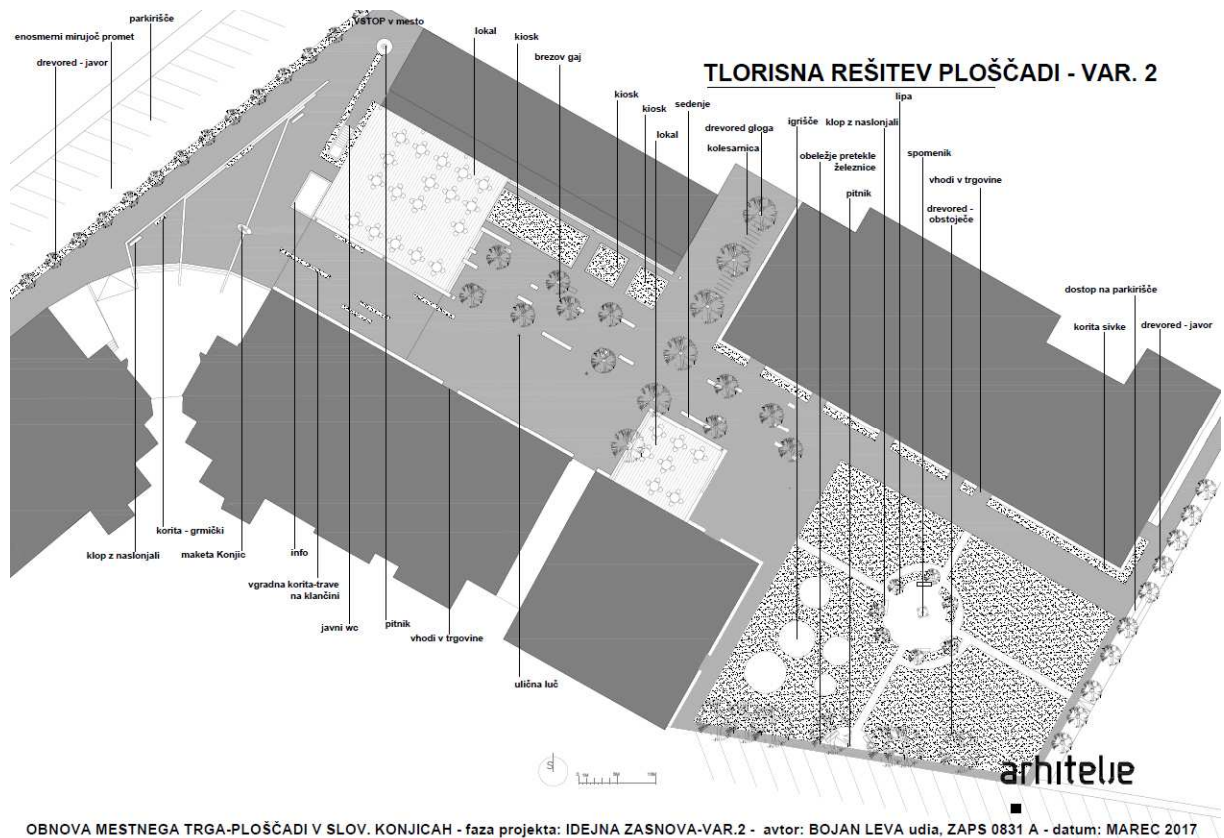 parkirišče
VSTOP v mesto
enosmerni mirujoč promet
lokal
kiosk
drevored - javor
brezov gaj
TLORISNA REŠITEV PLOŠČADI - VAR. 2
kiosk
kiosk
sedenje
lokal
drevored gloga
kolesarnica
igrišče
klop z naslonjali
lipa
obeležje pretekle
železnice
spomenik
pitnik
vhodi v trgovine
drevored -
obstoječe
dostop na parkirišče
korita sivke
drevored - javor
korita - grmički
klop z naslonjali
maketa Konjic
info
vgradna korita-trave
na klančini
javni wc
pitnik
vhodi v trgovine
ulična luč
S
arhitelje
OBNOVA MESTNEGA TRGA-PLOŠČADI V SLOV. KONJICAH - faza projekta: IDEJNA ZASNOVA-VAR.2 - avtor: BOJAN LEVA udia, ZAPS 0831 A - datum: MAREC 2017